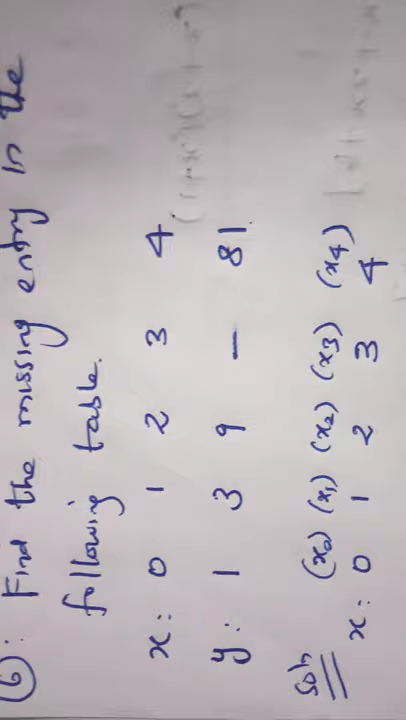 (6): Find the missing entry in the
following table.
x: 0 1 2 3 4
y: 1 3 9 — 81.
Soln (x0) (x1) (x2) (x3) (x4)
x: 0 1 2 3 4